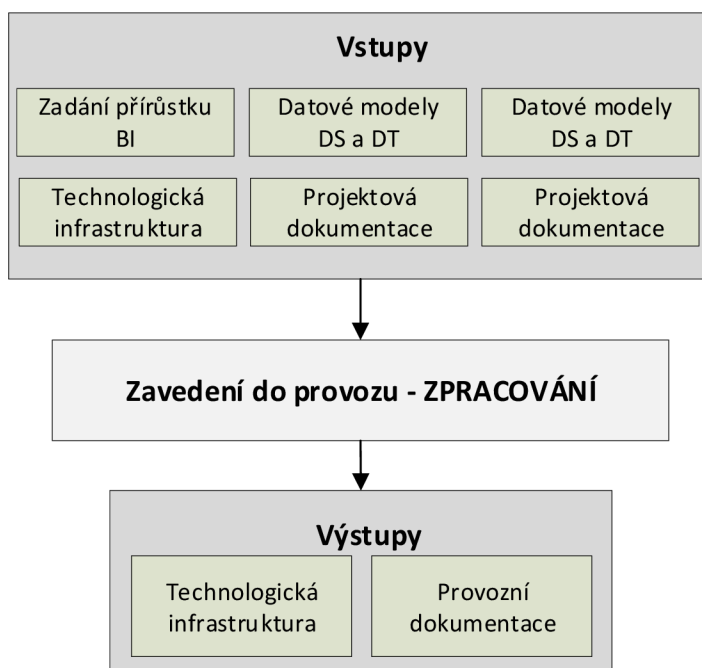 Vstupy
Zadání přírůstku
BI
Datové modely
DS a DT
Datové modely
DS a DT
Technologická
infrastruktura
Projektová
dokumentace
Projektová
dokumentace
Zavedení do provozu - ZPRACOVÁNÍ
Výstupy
Technologická
infrastruktura
Provozní
dokumentace